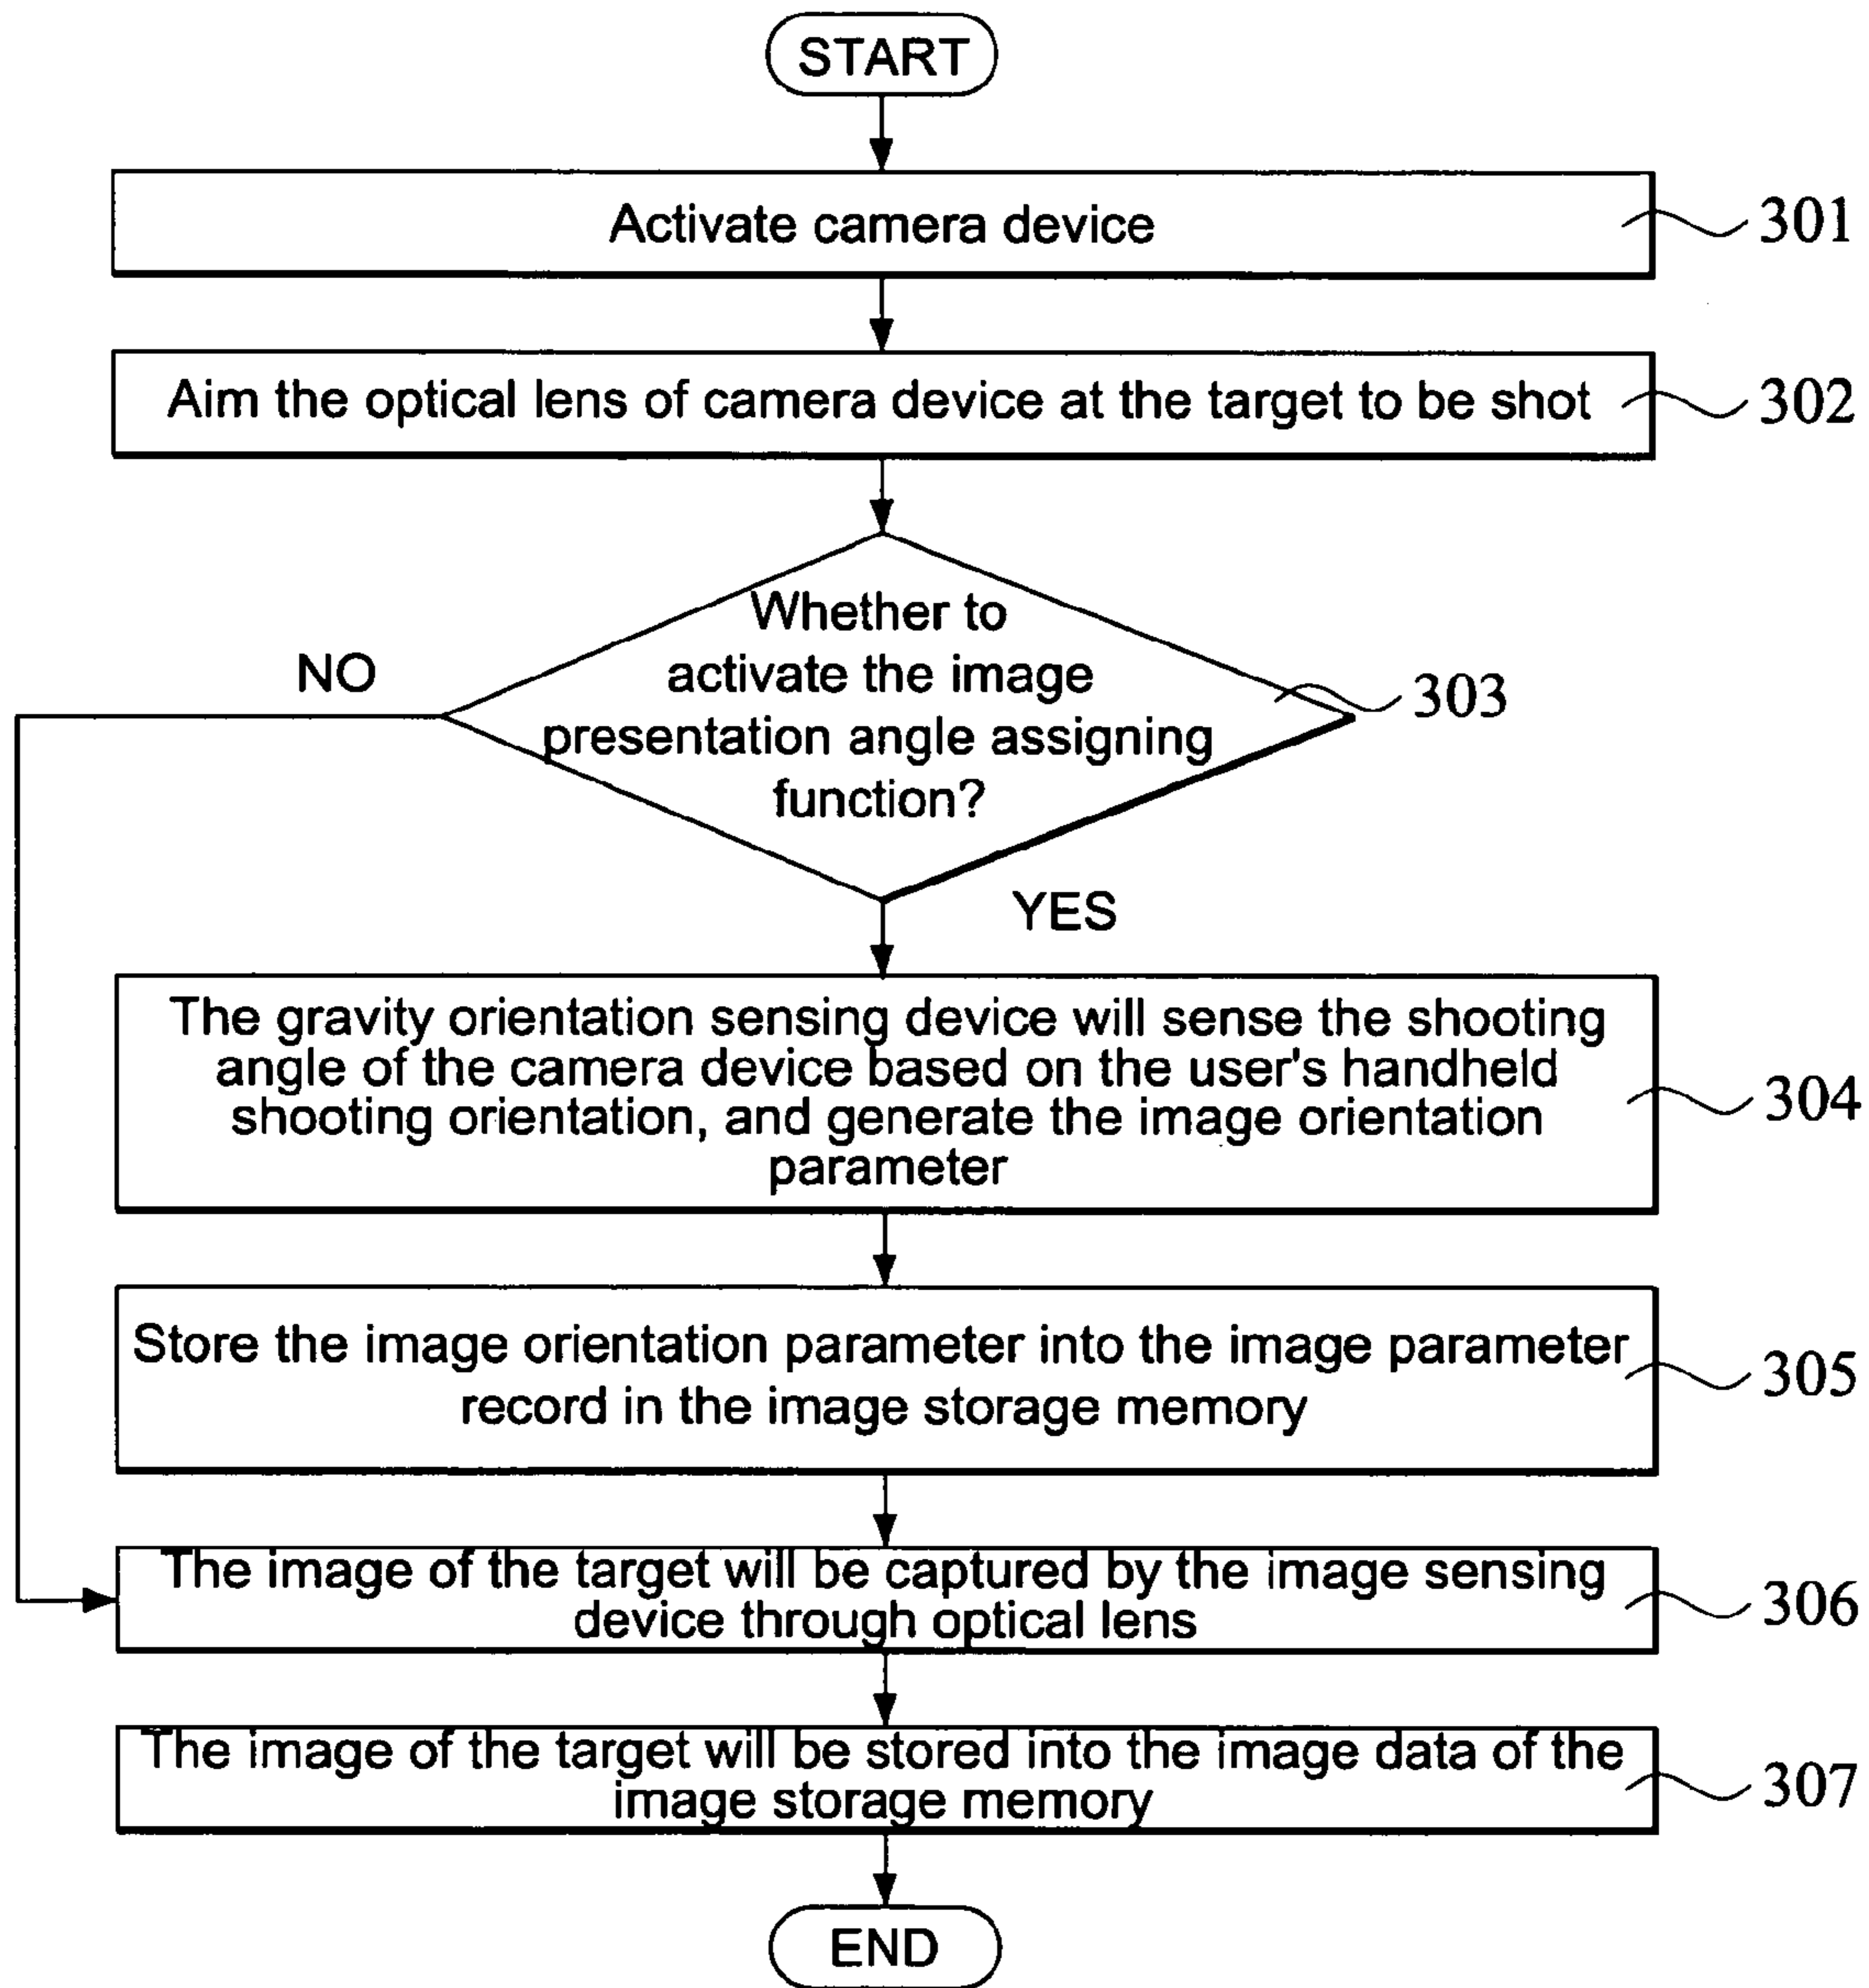 START
Activate camera device
301
Aim the optical lens of camera device at the target to be shot
302
Whether to
activate the image
presentation angle assigning
function?
303
NO
YES
The gravity orientation sensing device will sense the shooting
angle of the camera device based on the user's handheld
shooting orientation, and generate the image orientation
parameter
304
Store the image orientation parameter into the image parameter
record in the image storage memory
305
The image of the target will be captured by the image sensing
device through optical lens
306
The image of the target will be stored into the image data of the
image storage memory
307
END